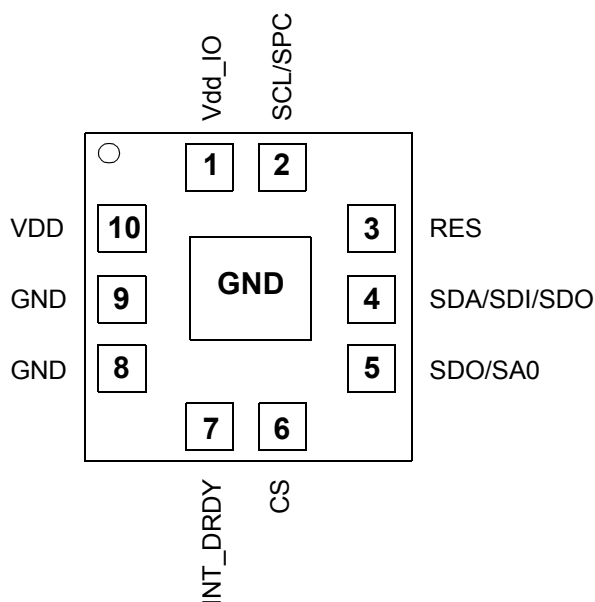 Vdd_IO
SCL/SPC
1
2
VDD
10
3
RES
GND
9
GND
4
SDA/SDI/SDO
GND
8
5
SDO/SA0
7
6
INT_DRDY
CS